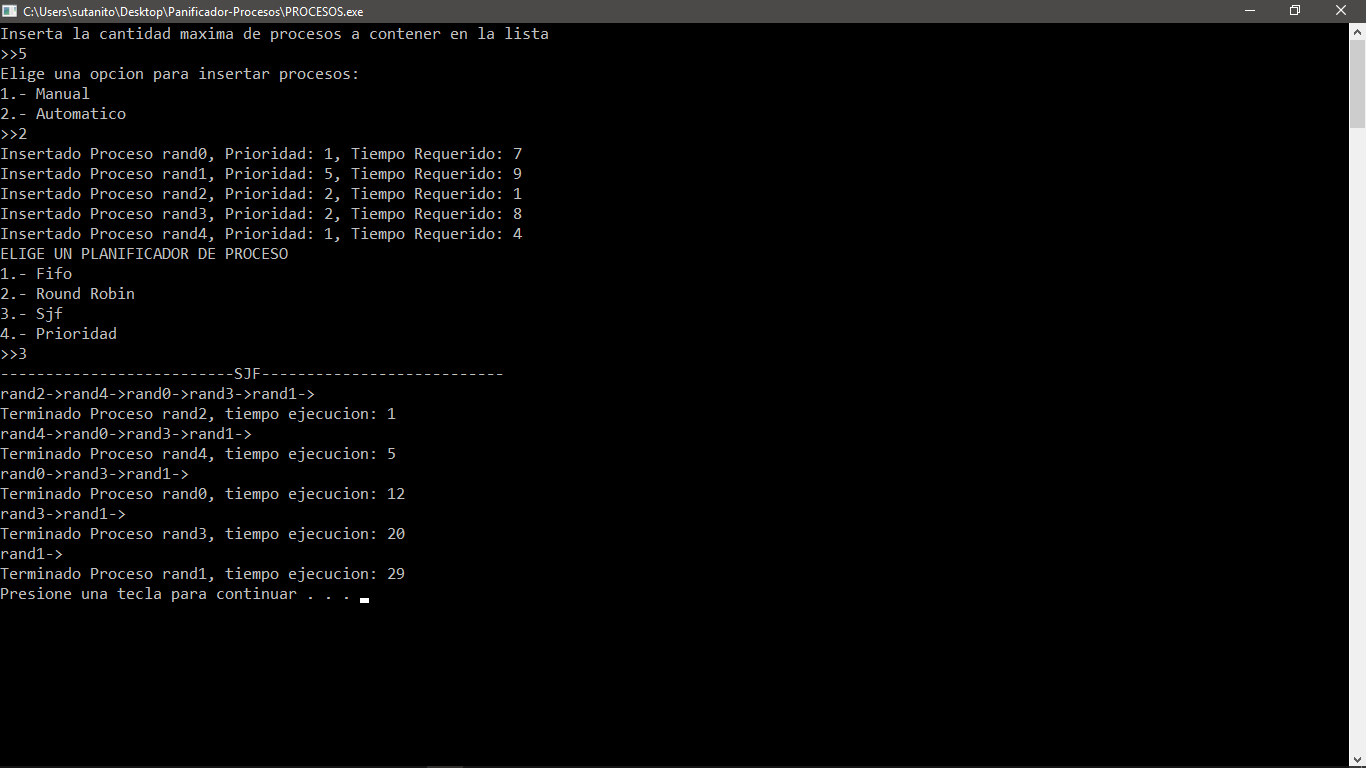 C:\Users\sutanito\Desktop\Panificador-Procesos\PROCESOS.exe
Inserta la cantidad maxima de procesos a contener en la lista
>>5
Elige una opcion para insertar procesos:
1.- Manual
2.- Automatico
>>2
Insertado Proceso rand0, Prioridad: 1, Tiempo Requerido: 7
Insertado Proceso rand1, Prioridad: 5, Tiempo Requerido: 9
Insertado Proceso rand2, Prioridad: 2, Tiempo Requerido: 1
Insertado Proceso rand3, Prioridad: 2, Tiempo Requerido: 8
Insertado Proceso rand4, Prioridad: 1, Tiempo Requerido: 4
ELIGE UN PLANIFICADOR DE PROCESO
1.- Fifo
2.- Round Robin
3.- Sjf
4.- Prioridad
>>3
--------------------------SJF---------------------------
rand2->rand4->rand0->rand3->rand1->
Terminado Proceso rand2, tiempo ejecucion: 1
rand4->rand0->rand3->rand1->
Terminado Proceso rand4, tiempo ejecucion: 5
rand0->rand3->rand1->
Terminado Proceso rand0, tiempo ejecucion: 12
rand3->rand1->
Terminado Proceso rand3, tiempo ejecucion: 20
rand1->
Terminado Proceso rand1, tiempo ejecucion: 29
Presione una tecla para continuar . . .